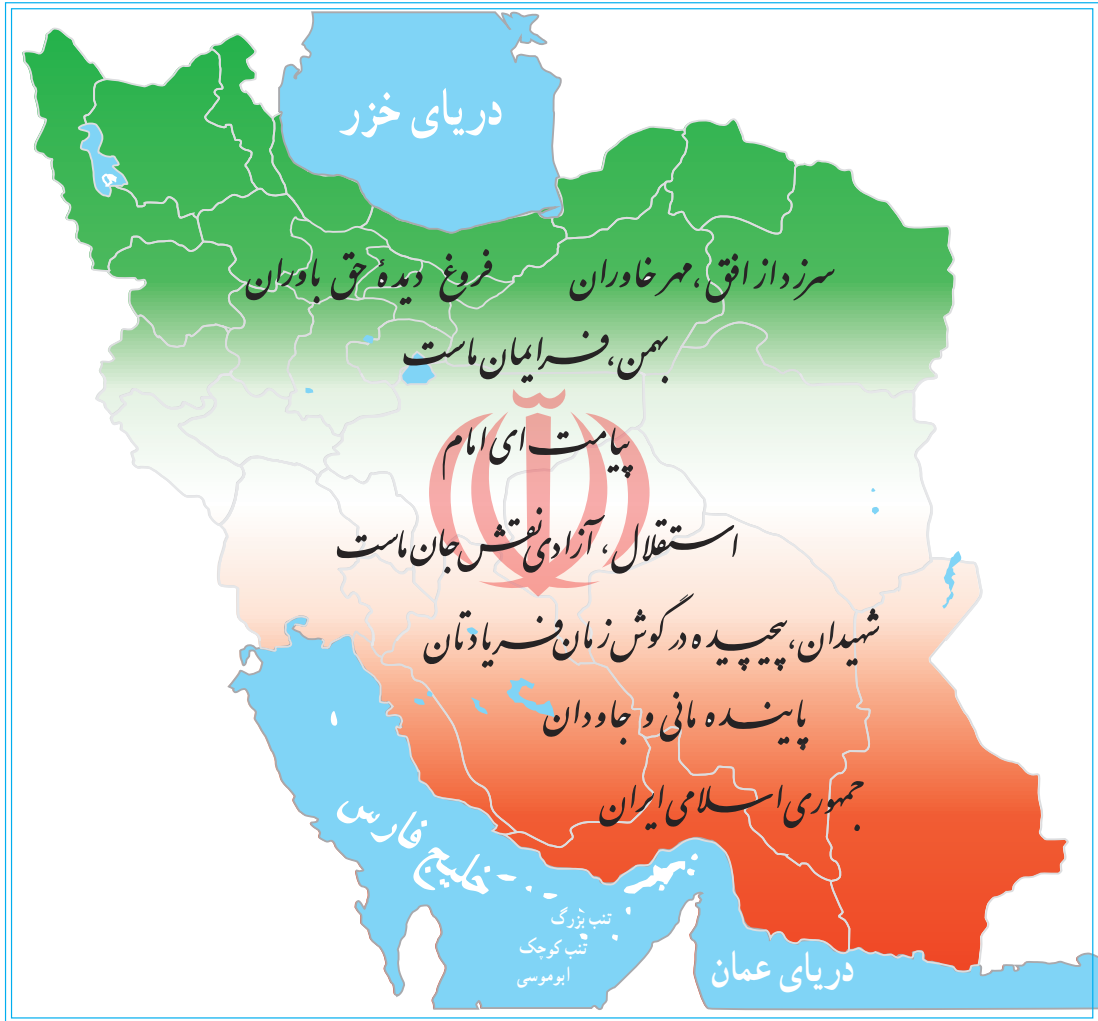 دریای خزر
سرزد از افق، مهر خاوران فروغ دیدهٔ حق باوران
بهمن، فر ایمان ماست
پیامت ای امام
استقلال، آزادی نقش جان ماست
شهیدان، پیچیده در گوش زمان فریادتان
پاینده مانی و جاودان
جمهوری اسلامی ایران
خلیج فارس
تنب بزرگ
تنب کوچک
ابوموسی
دریای عمان